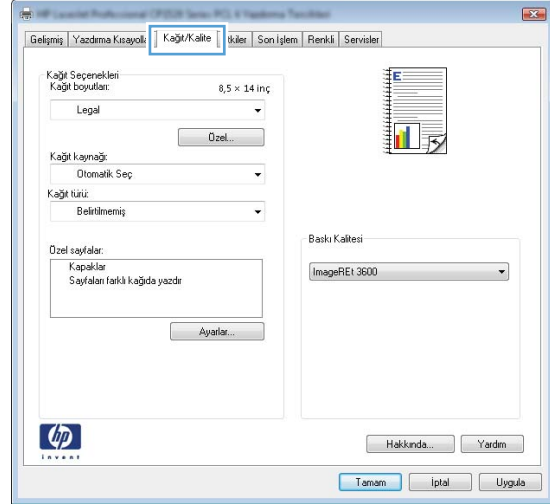 Gelişmiş Yazdırma Kısayolla Kağıt/Kalite tkiler Son İşlem Renkli Servisler
Kağıt Seçenekleri
Kağıt boyutları: 8,5 × 14 inç
Legal
Özel...
Kağıt kaynağı:
Otomatik Seç
Kağıt türü:
Belirtilmemiş
Özel sayfalar:
Kapaklar
Sayfaları farklı kağıda yazdır
Ayarlar...
E
Baskı Kalitesi
ImageREt 3600
hp
invent
Hakkında... Yardım
Tamam İptal Uygula